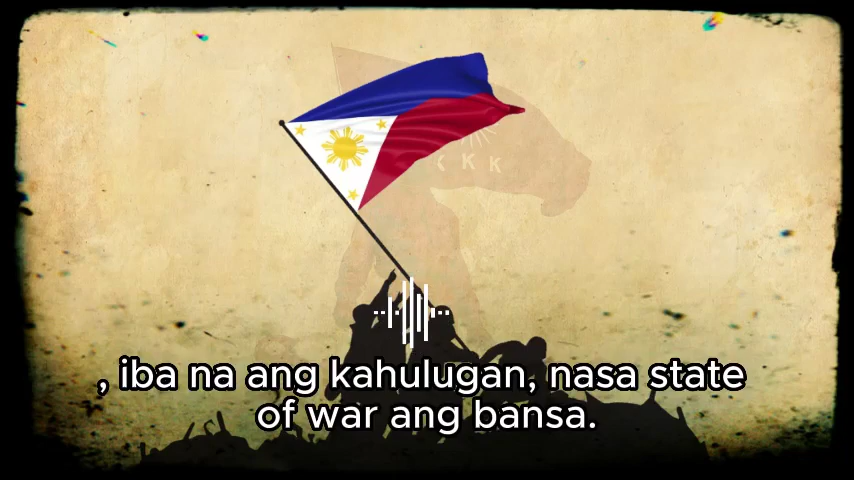 K K K
, iba na ang kahulugan, nasa state
of war ang bansa.